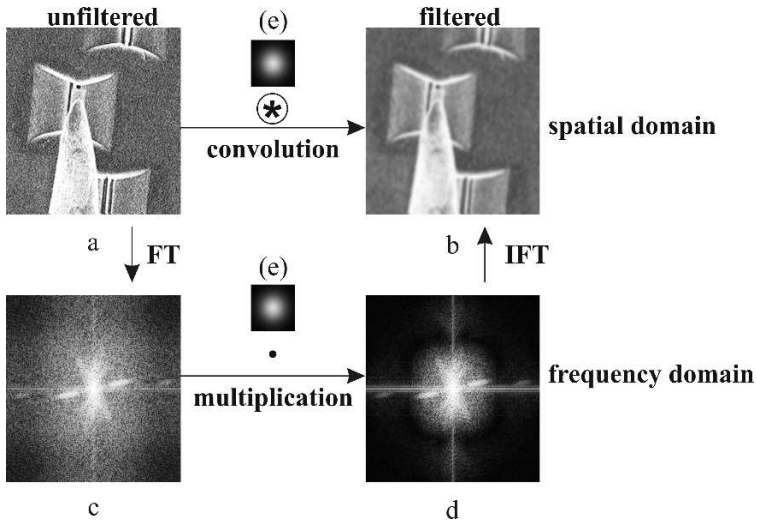 unfiltered
(e)
filtered
convolution
spatial domain
a
FT
b
IFT
(e)
multiplication
frequency domain
c
d